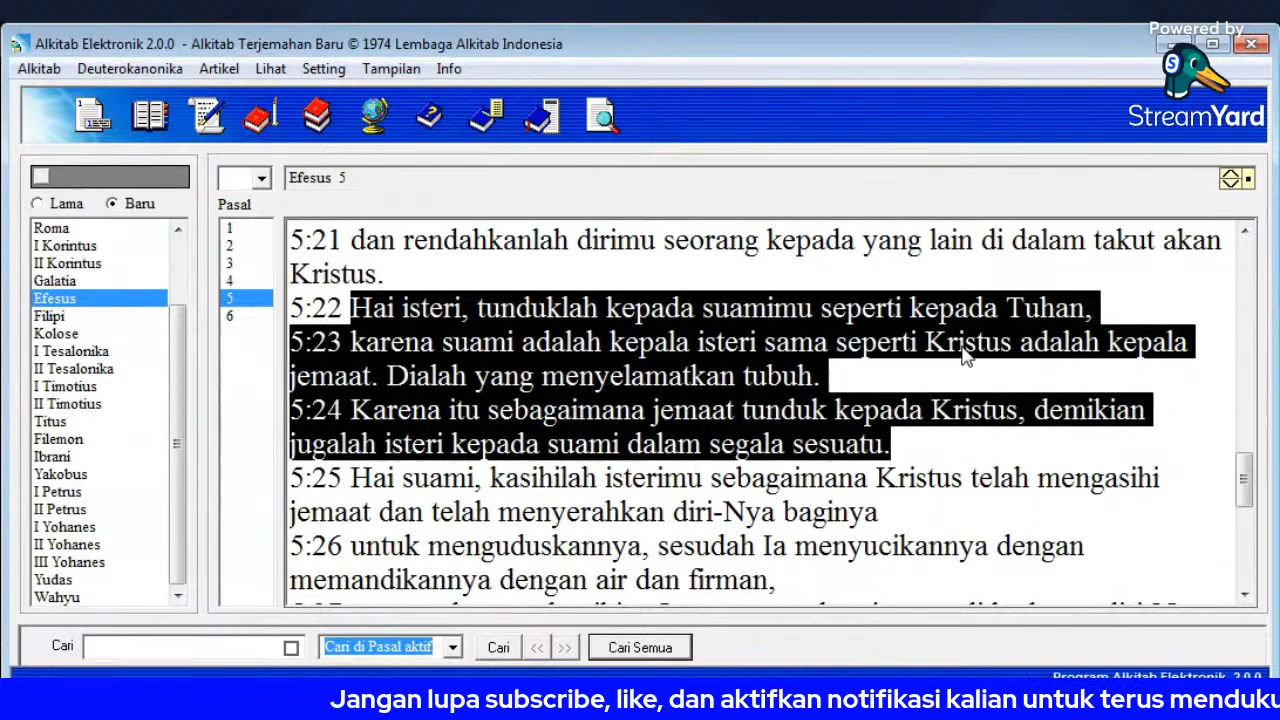 Powered by
StreamYard
Alkitab Elektronik 2.0.0 - Alkitab Terjemahan Baru © 1974 Lembaga Alkitab Indonesia
Alkitab Deuterokanonika Artikel Lihat Setting Tampilan Info
Lama Baru
Roma
I Korintus
II Korintus
Galatia
Efesus
Filipi
Kolose
I Tesalonika
II Tesalonika
I Timotius
II Timotius
Titus
Filemon
Ibrani
Yakobus
I Petrus
II Petrus
I Yohanes
II Yohanes
III Yohanes
Yudas
Wahyu
Pasal
1
2
3
4
5
6
Efesus 5
5:21 dan rendahkanlah dirimu seorang kepada yang lain di dalam takut akan
Kristus.
5:22 Hai isteri, tunduklah kepada suamimu seperti kepada Tuhan,
5:23 karena suami adalah kepala isteri sama seperti Kristus adalah kepala
jemaat. Dialah yang menyelamatkan tubuh.
5:24 Karena itu sebagaimana jemaat tunduk kepada Kristus, demikian
jugalah isteri kepada suami dalam segala sesuatu.
5:25 Hai suami, kasihilah isterimu sebagaimana Kristus telah mengasihi
jemaat dan telah menyerahkan diri-Nya baginya
5:26 untuk menguduskannya, sesudah Ia menyucikannya dengan
memandikannya dengan air dan firman,
Cari Cari di Pasal aktif Cari << >> Cari Semua
Program Alkitab Elektronik 2.0.0
Jangan lupa subscribe, like, dan aktifkan notifikasi kalian untuk terus menduku